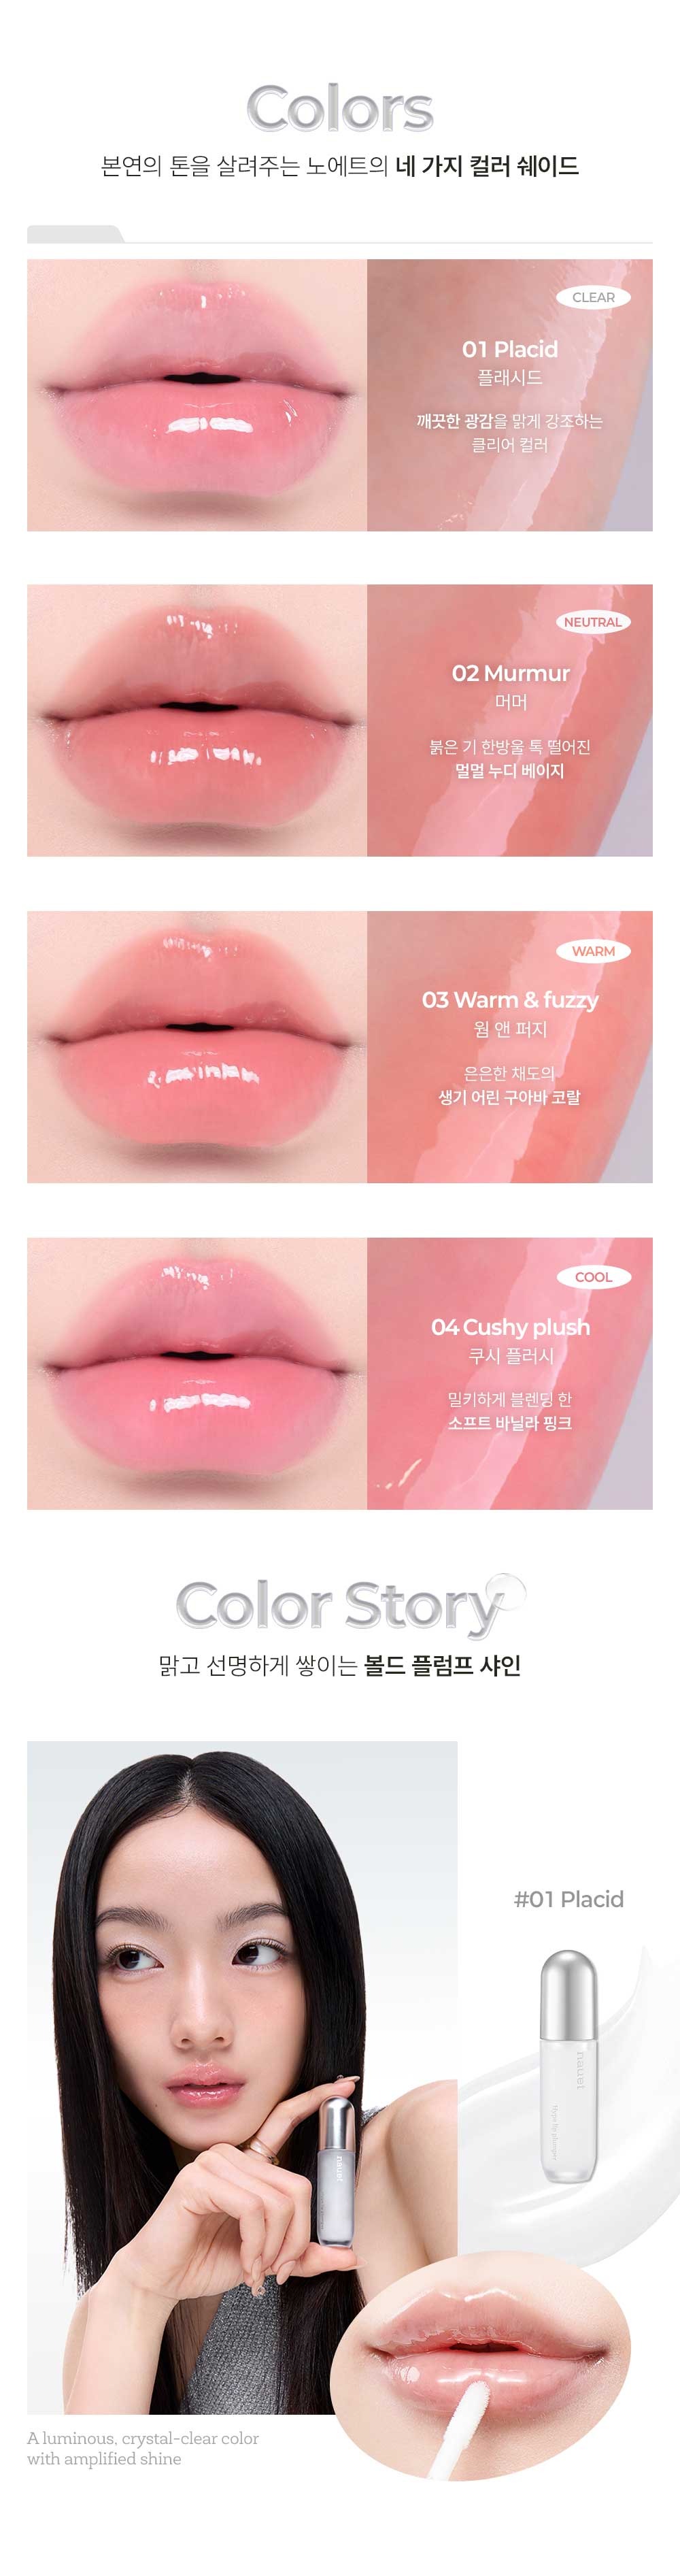 Colors
본연의 톤을 살려주는 노에트의 네 가지 컬러 쉐이드
CLEAR
01 Placid
플래시드
깨끗한 광감을 맑게 강조하는
클리어 컬러
NEUTRAL
02 Murmur
머머
붉은 기 한방울 톡 떨어진
멀멀 누디 베이지
WARM
03 Warm & fuzzy
웜 앤 퍼지
은은한 채도의
생기 어린 구아바 코랄
COOL
04 Cushy plush
쿠시 플러시
밀키하게 블렌딩 한
소프트 바닐라 핑크
Color Story
맑고 선명하게 쌓이는 볼드 플럼프 샤인
#01 Placid
nauet
nauet
A luminous, crystal-clear color
with amplified shine